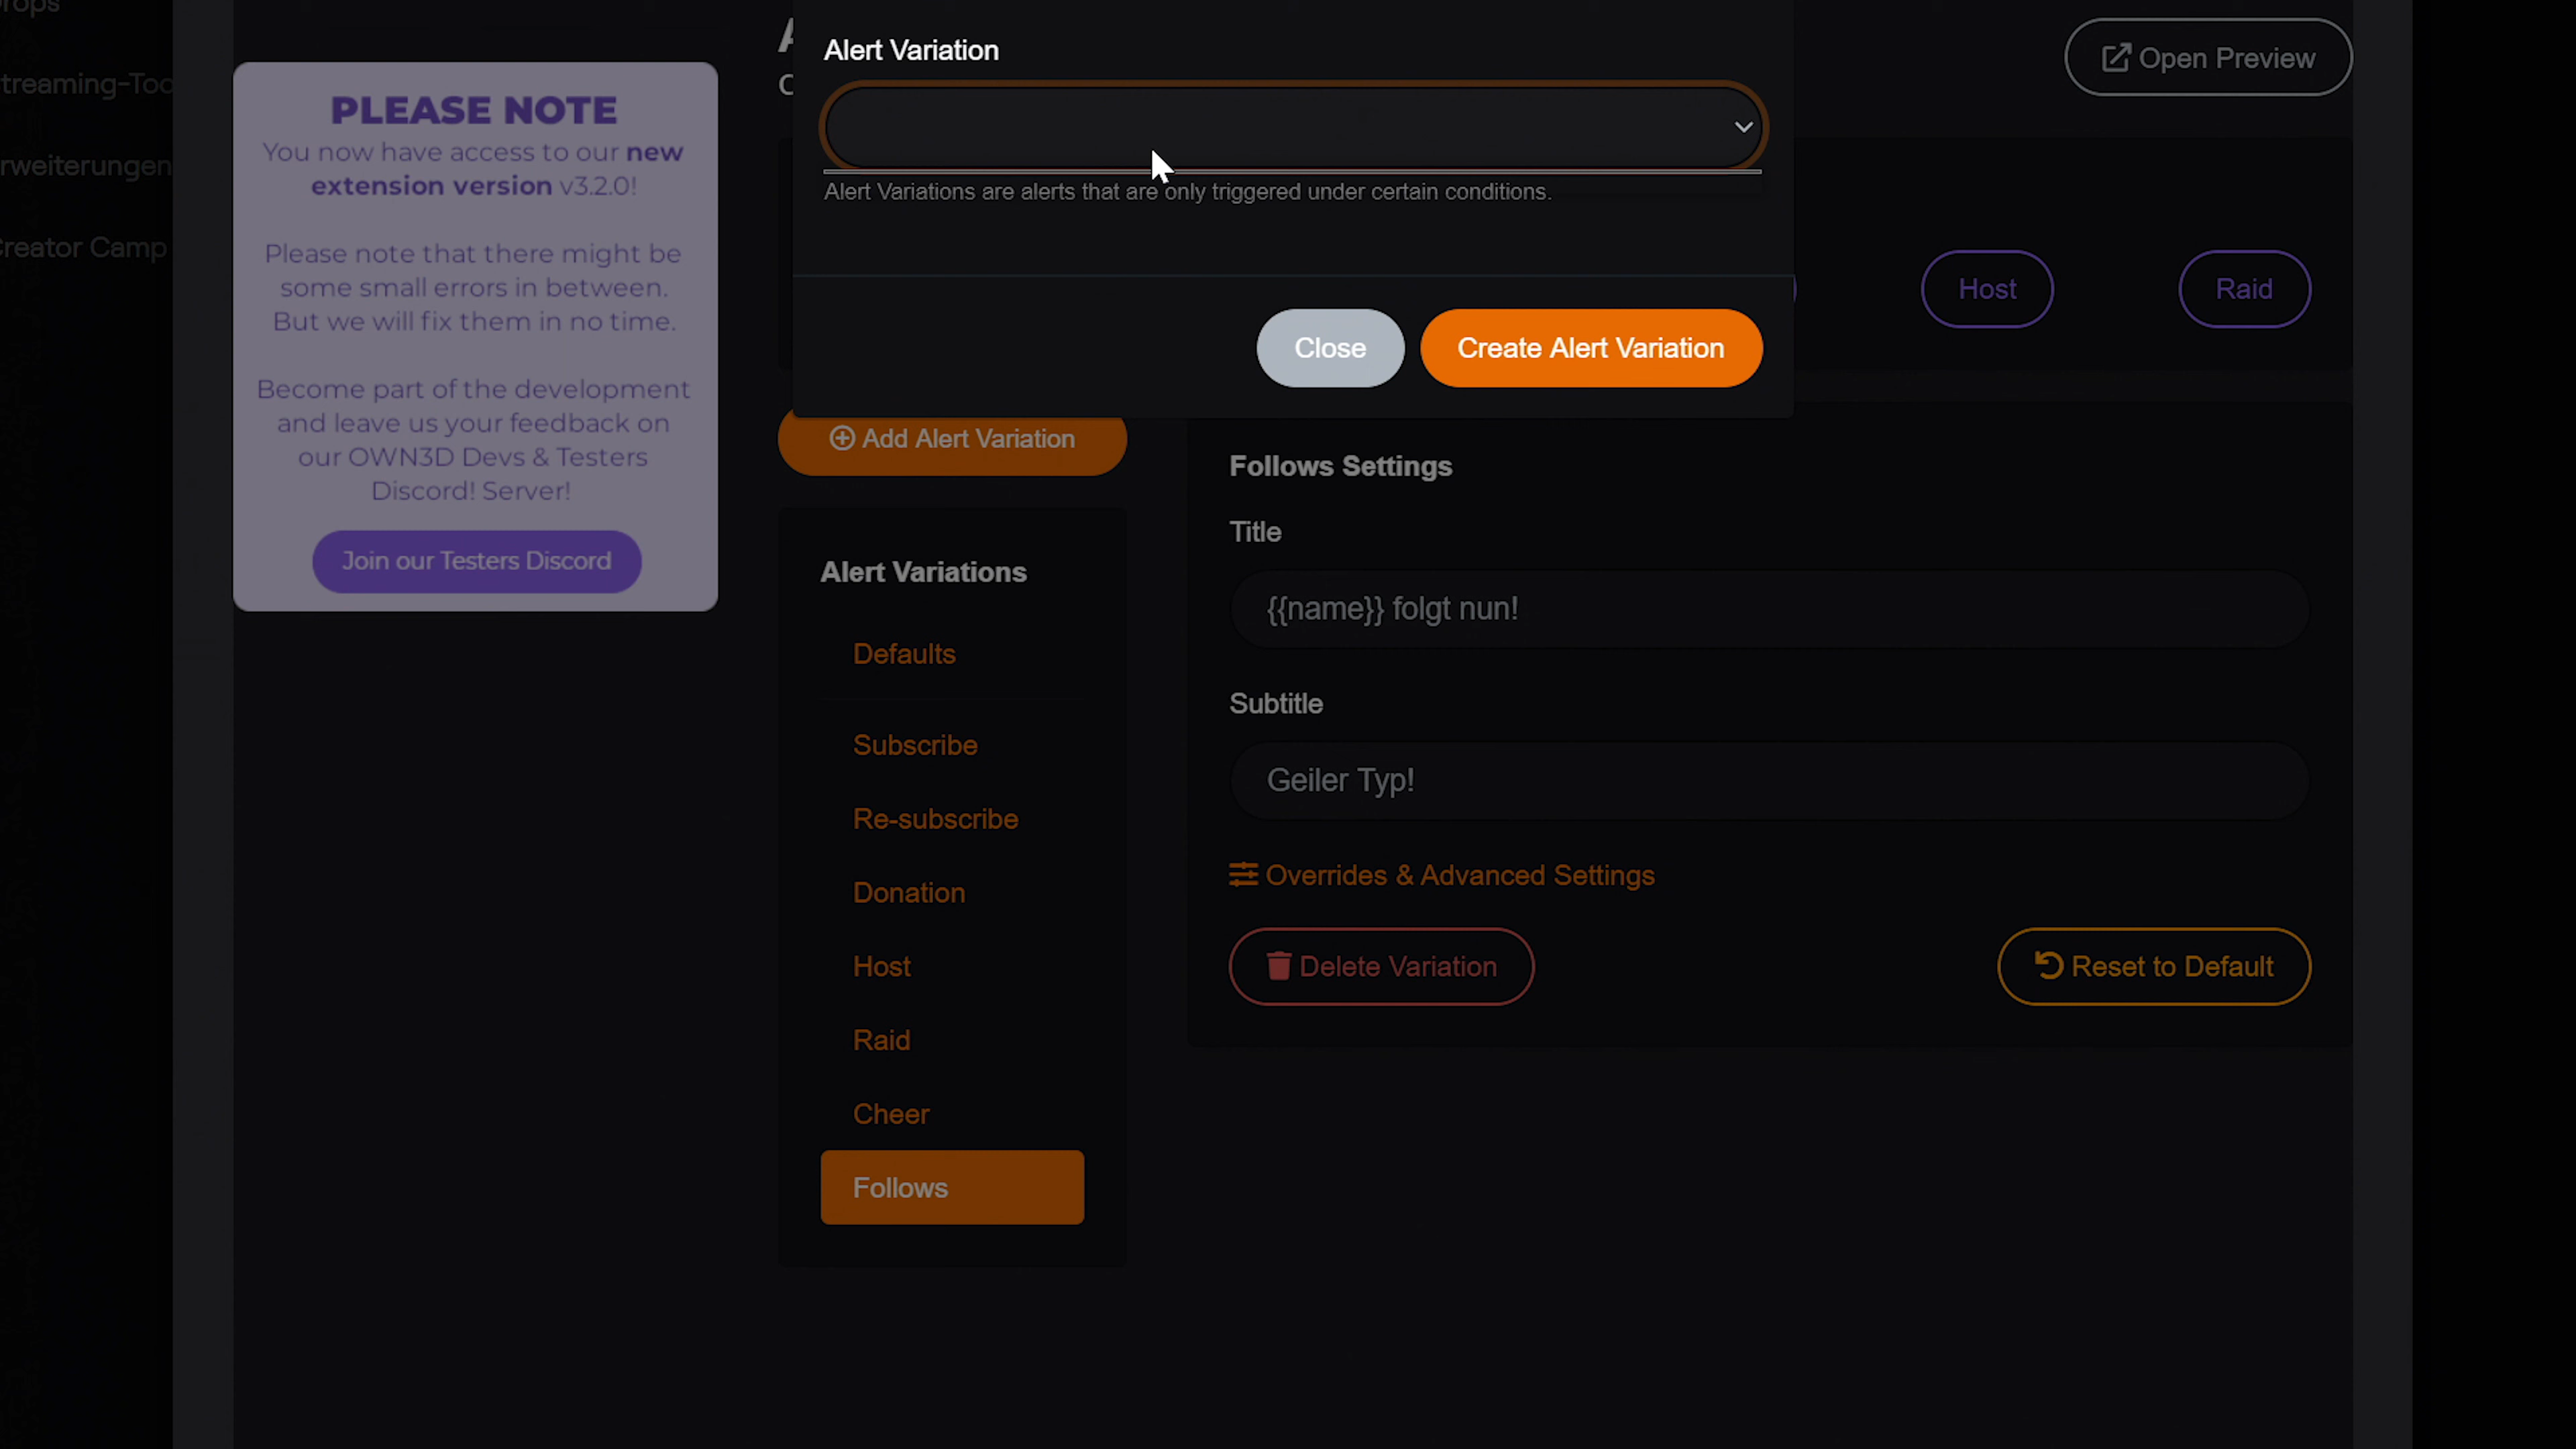 treaming-Too
rweiterungen
reator Camp
PLEASE NOTE
You now have access to our new
extension version v3.2.0!
Please note that there might be
some small errors in between.
But we will fix them in no time.
Become part of the development
and leave us your feedback on
our OWN3D Devs & Testers
Discord! Server!
Join our Testers Discord
Alert Variation
Alert Variations are alerts that are only triggered under certain conditions.
Close
Create Alert Variation
Open Preview
Host
Raid
Add Alert Variation
Alert Variations
Defaults
Subscribe
Re-subscribe
Donation
Host
Raid
Cheer
Follows
Follows Settings
Title
{{name}} folgt nun!
Subtitle
Geiler Typ!
Overrides & Advanced Settings
Delete Variation
Reset to Default